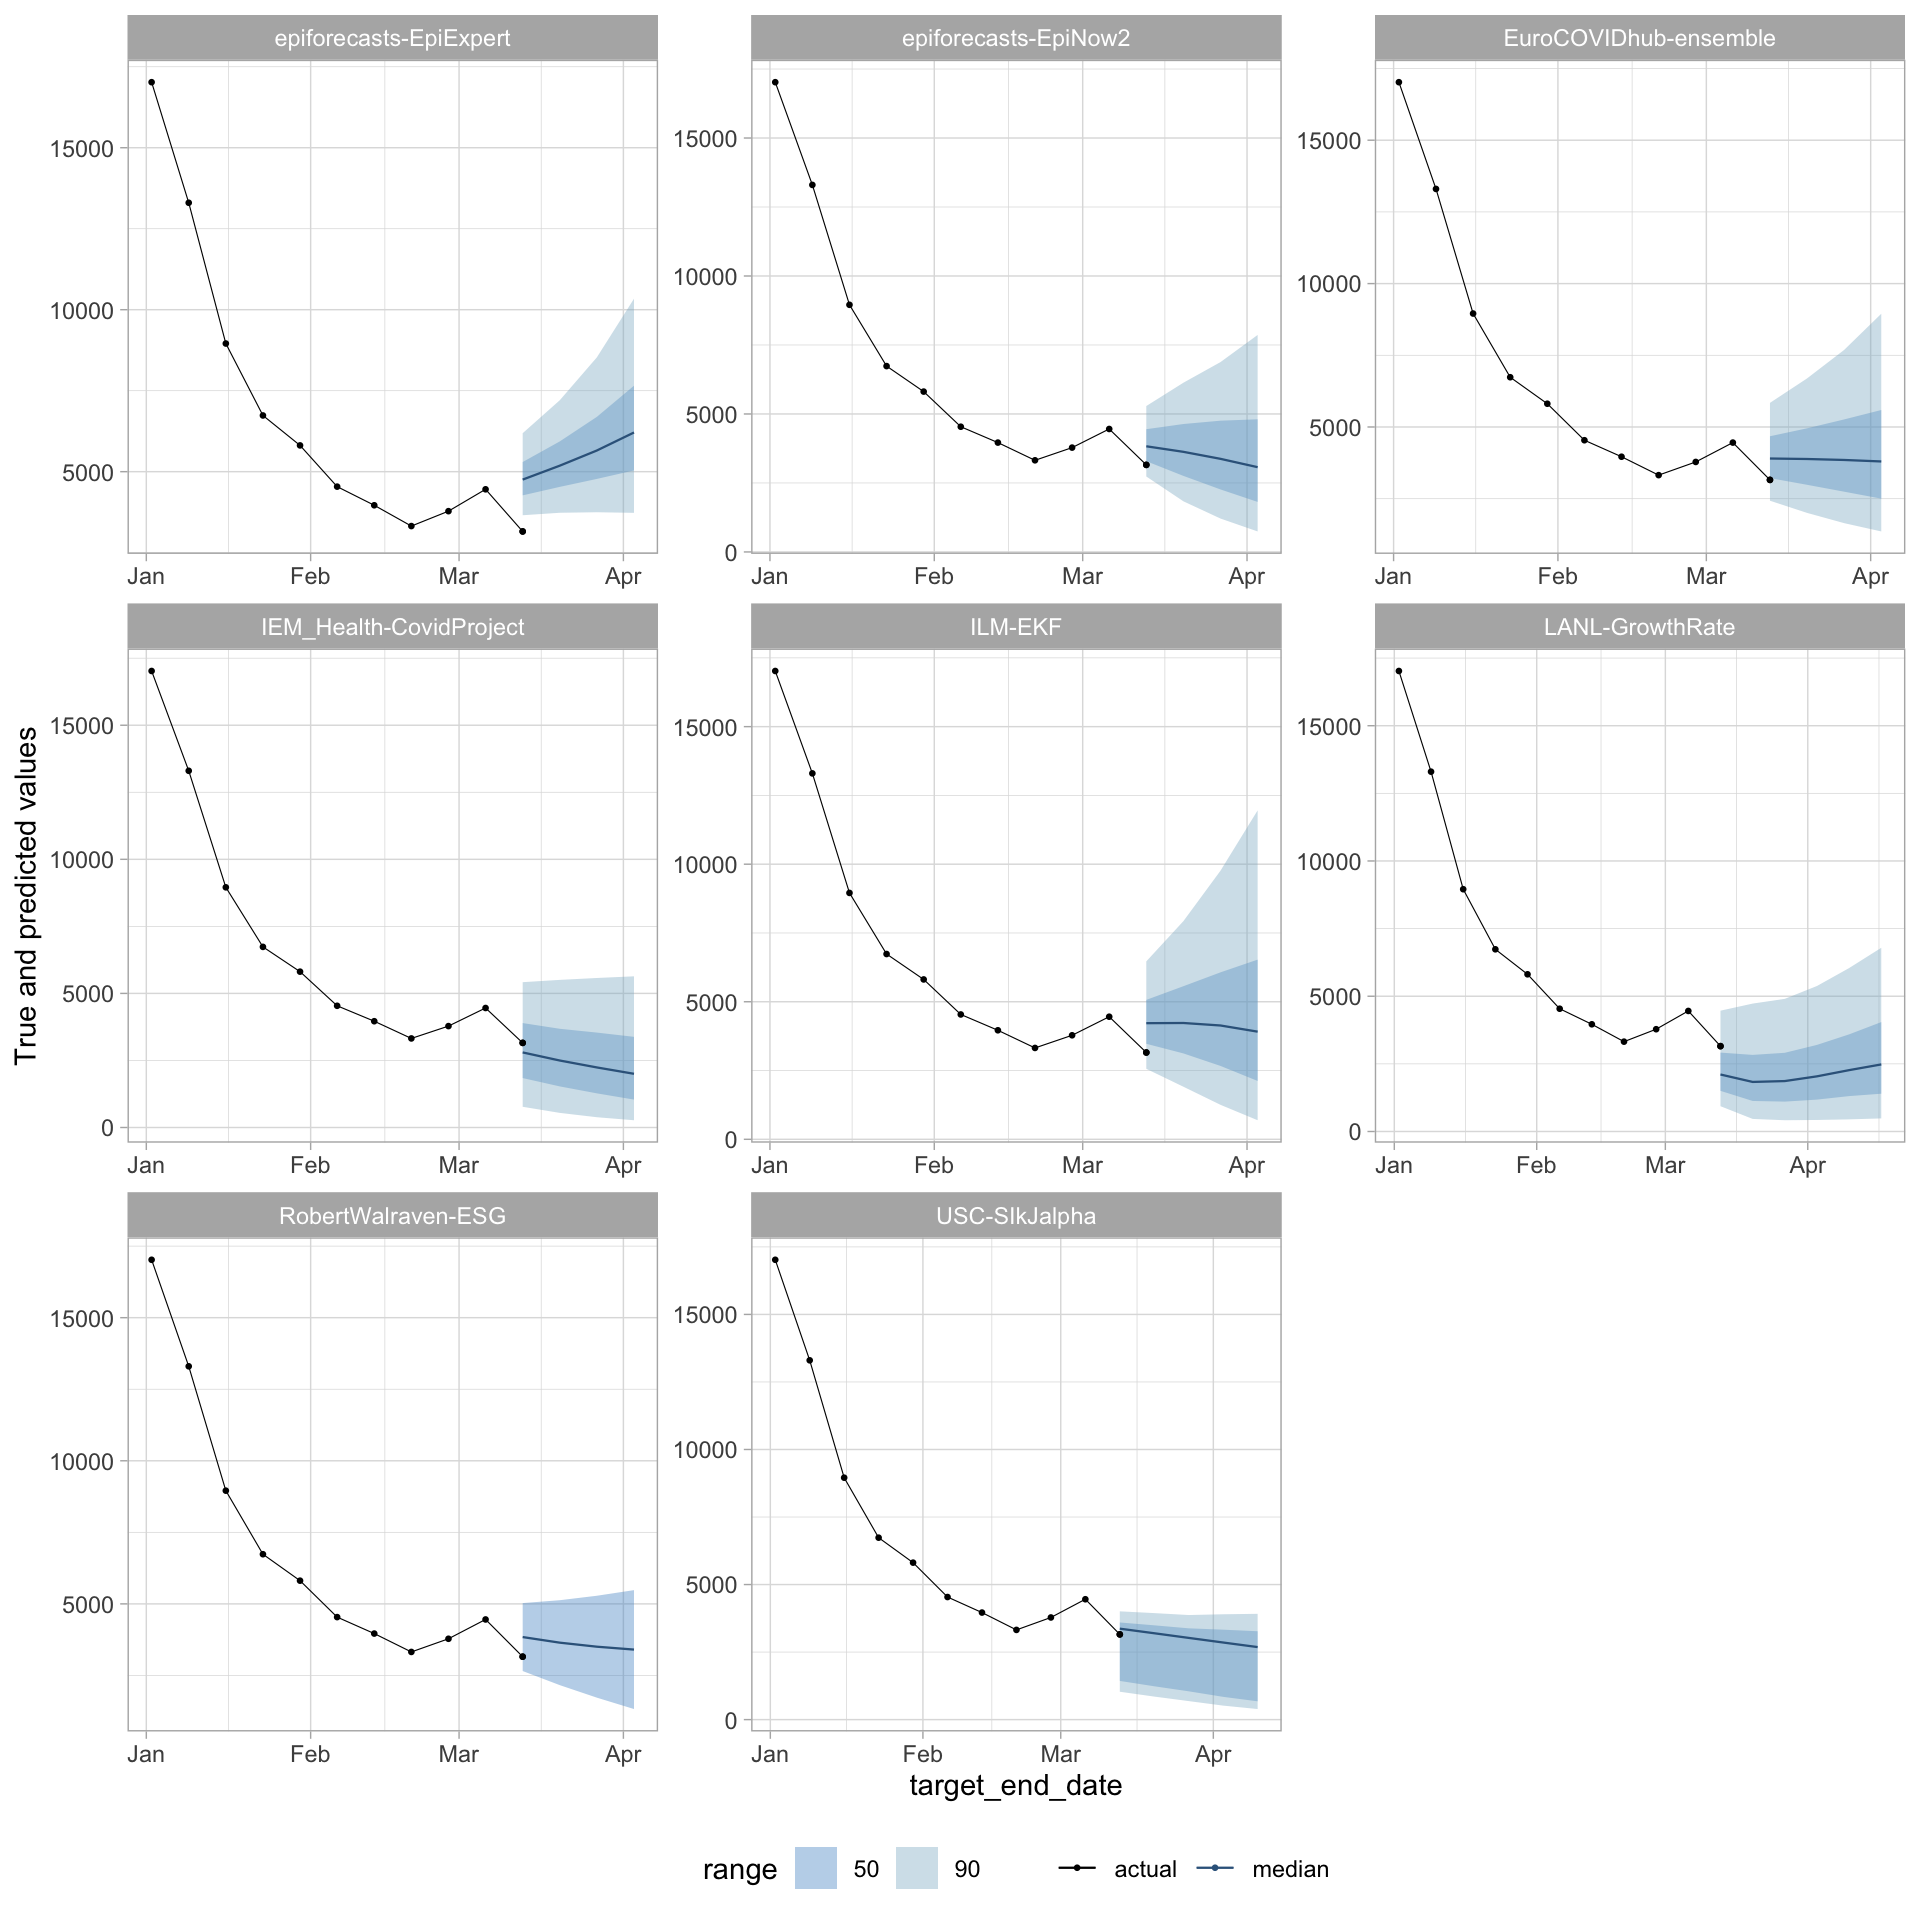 epiforecasts-EpiExpert
epiforecasts-EpiNow2
EuroCOVIDhub-ensemble
15000
10000
5000
Jan Feb Mar Apr
15000
10000
5000
0
Jan Feb Mar Apr
15000
10000
5000
Jan Feb Mar Apr
True and predicted values
IEM_Health-CovidProject
ILM-EKF
LANL-GrowthRate
15000
10000
5000
0
Jan Feb Mar Apr
15000
10000
5000
0
Jan Feb Mar Apr
15000
10000
5000
0
Jan Feb Mar Apr
RobertWalraven-ESG
USC-SIkJalpha
15000
10000
5000
Jan Feb Mar Apr
15000
10000
5000
0
Jan Feb Mar Apr
target_end_date
range 50 90 actual median